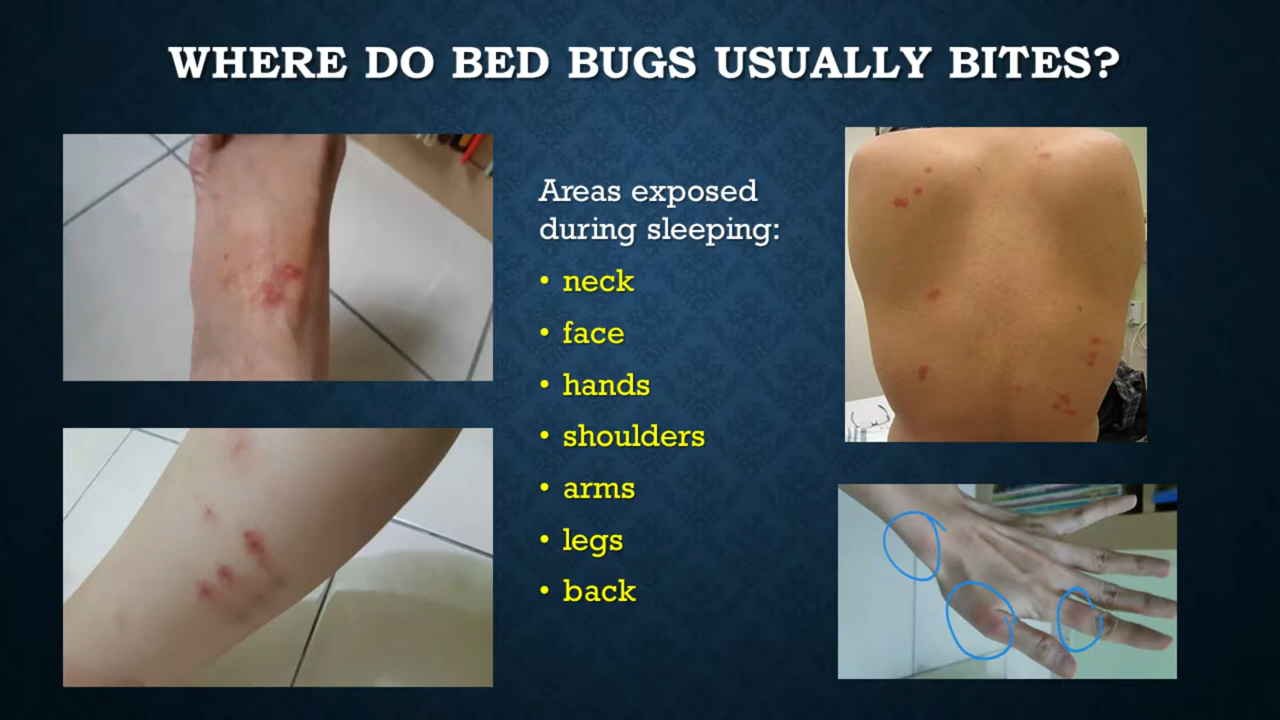 WHERE DO BED BUGS USUALLY BITES?
Areas exposed
during sleeping:
• neck
• face
• hands
• shoulders
• arms
• legs
• back